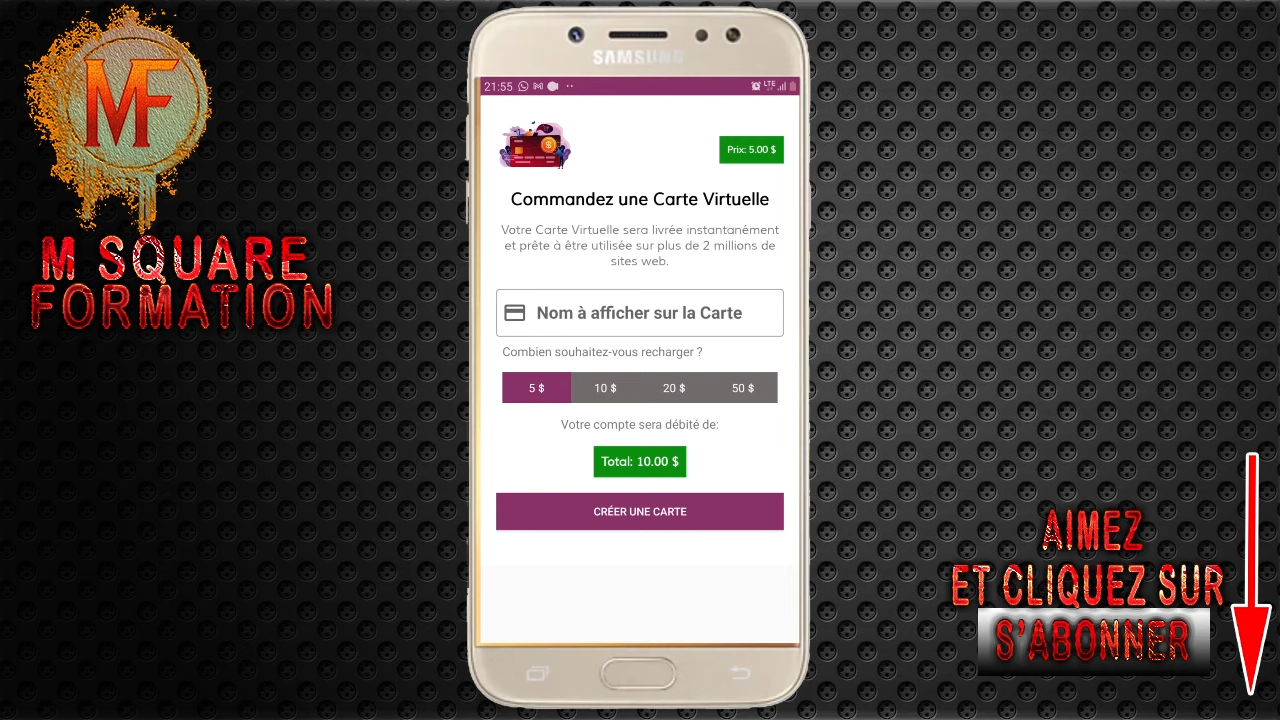 MF
M SQUARE
FORMATION
SAMSUNG
21:55
LTE
Prix: 5.00 $
Commandez une Carte Virtuelle
Votre Carte Virtuelle sera livrée instantanément
et prête à être utilisée sur plus de 2 millions de
sites web.
Nom à afficher sur la Carte
Combien souhaitez-vous recharger ?
5 $ 10 $ 20 $ 50 $
Votre compte sera débité de:
Total: 10.00 $
CRÉER UNE CARTE
AIMEZ
ET CLIQUEZ SUR
S'ABONNER